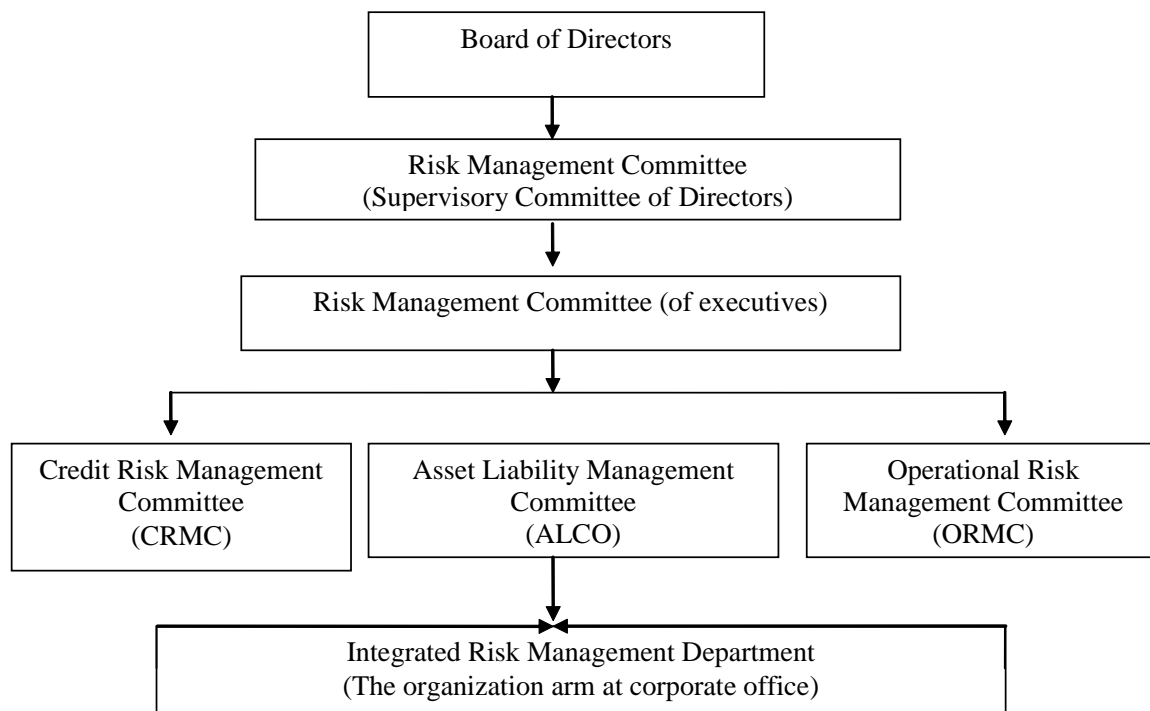 Board of Directors
Risk Management Committee
(Supervisory Committee of Directors)
Risk Management Committee (of executives)
Credit Risk Management
Committee
(CRMC)
Asset Liability Management
Committee
(ALCO)
Operational Risk
Management Committee
(ORMC)
Integrated Risk Management Department
(The organization arm at corporate office)